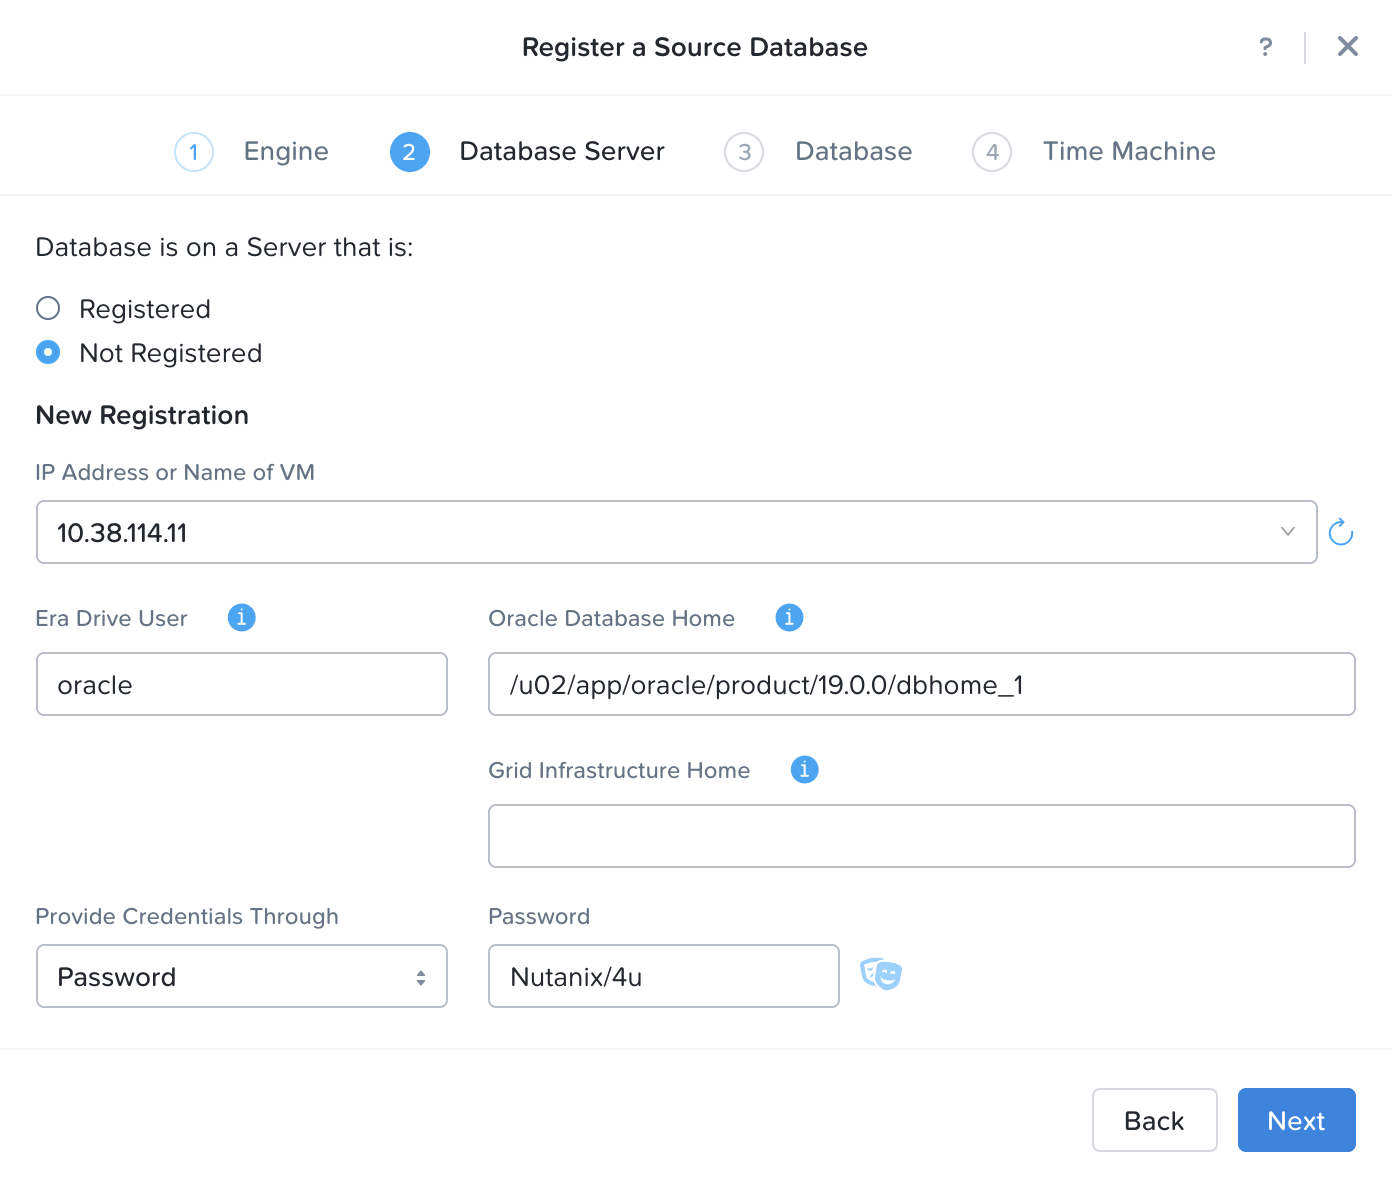 Register a Source Database
?
1 Engine 2 Database Server 3 Database 4 Time Machine
Database is on a Server that is:
Registered
Not Registered
New Registration
IP Address or Name of VM
10.38.114.11
Era Drive User i Oracle Database Home i
oracle /u02/app/oracle/product/19.0.0/dbhome_1
Grid Infrastructure Home i
Provide Credentials Through Password
Password Nutanix/4u
Back Next